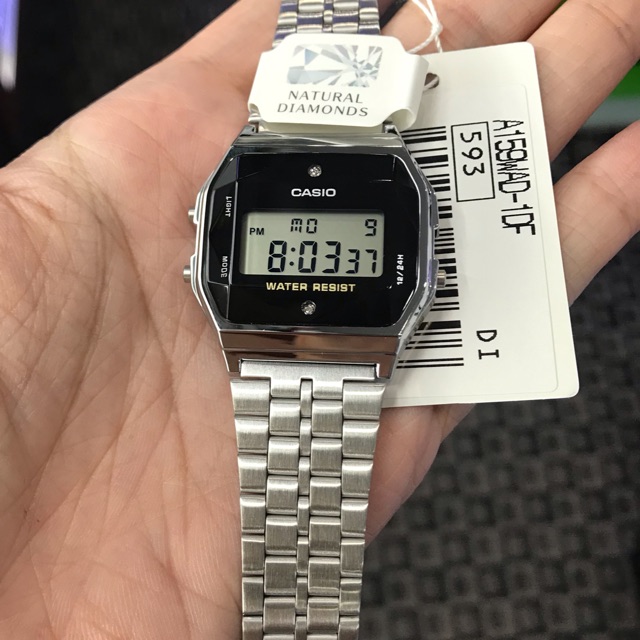 NATURAL
DIAMONDS
CASIO
LIGHT
PM MO 9
8:03 37
MODE
12/24H
WATER RESIST
A159WAD-1DF
593
DI